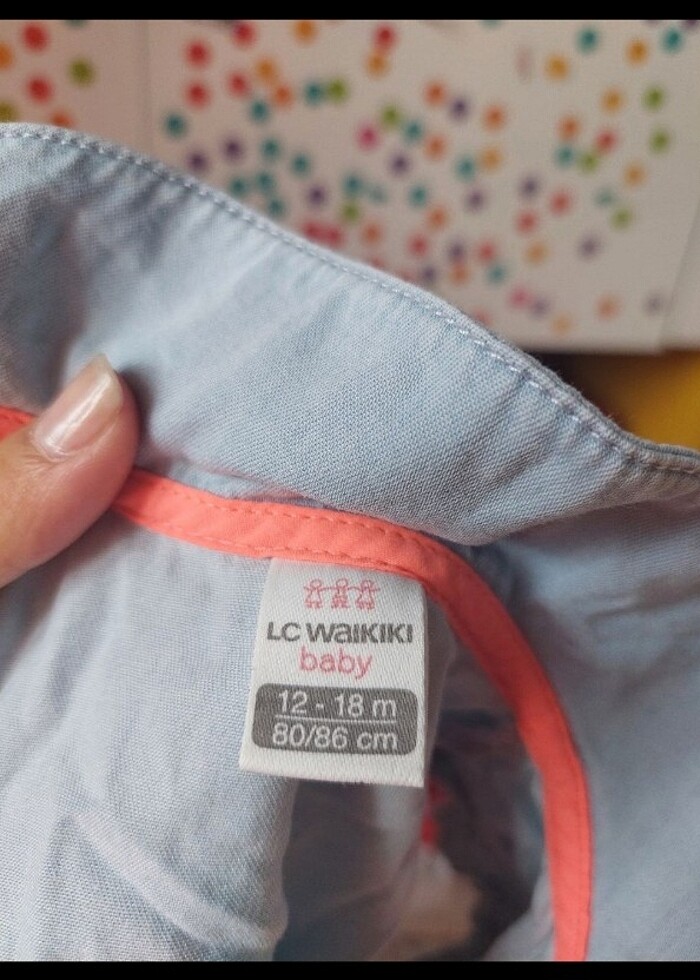 LC WAIKIKI
baby
12 - 18 m
80/86 cm